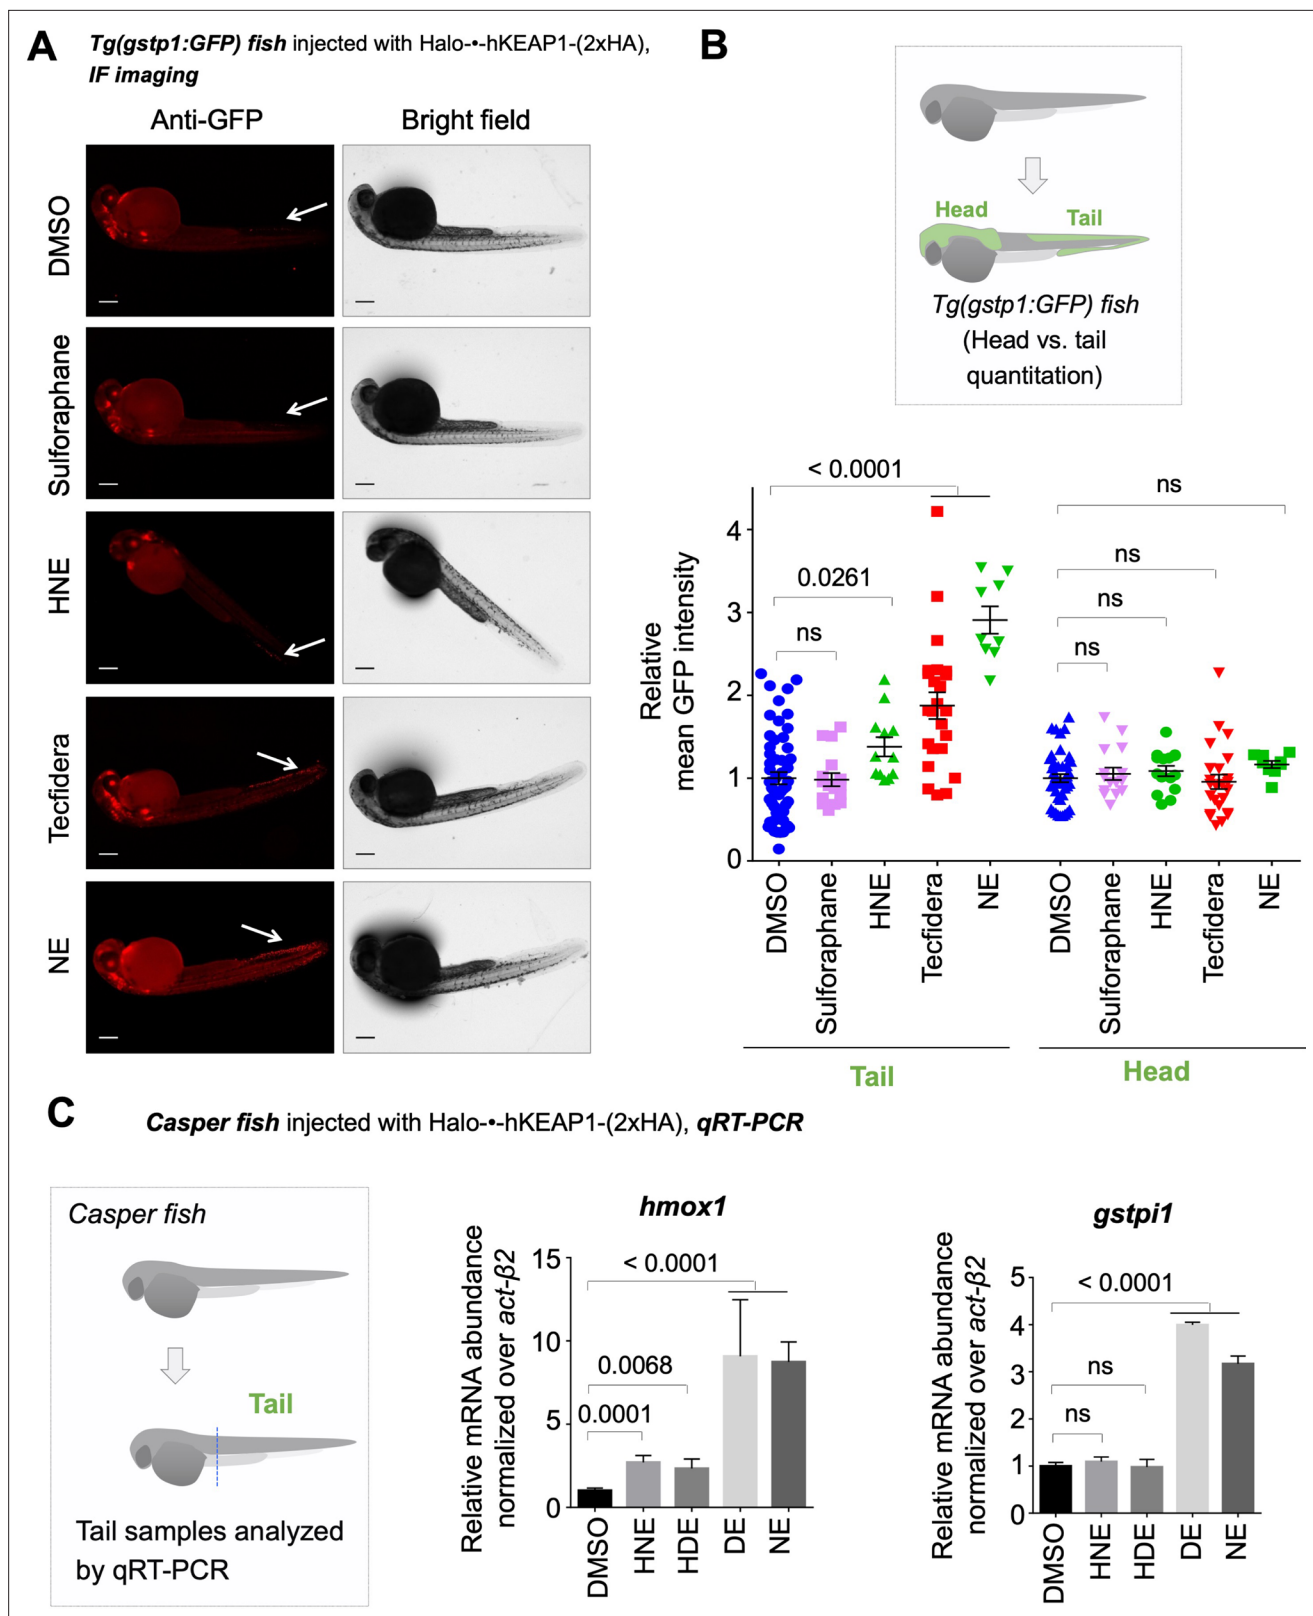 A
Tg(gstp1:GFP) fish injected with Halo-•-hKEAP1-(2xHA),
IF imaging
Anti-GFP
Bright field
DMSO
Sulforaphane
HNE
Tecfidera
NE
B
Head
Tail
Tg(gstp1:GFP) fish
(Head vs. tail
quantitation)
Relative
mean GFP intensity
4
3
2
1
0
< 0.0001
0.0261
ns
ns
ns
ns
ns
DMSO
Sulforaphane
HNE
Tecfidera
NE
DMSO
Sulforaphane
HNE
Tecfidera
NE
Tail
Head
C
Casper fish injected with Halo-•-hKEAP1-(2xHA), qRT-PCR
Casper fish
Tail
Tail samples analyzed
by qRT-PCR
hmox1
Relative mRNA abundance
normalized over act-β2
15
10
5
0
< 0.0001
0.0068
0.0001
DMSO
HNE
HDE
DE
NE
gstpi1
Relative mRNA abundance
normalized over act-β2
5
4
3
2
1
0
< 0.0001
ns
ns
DMSO
HNE
HDE
DE
NE